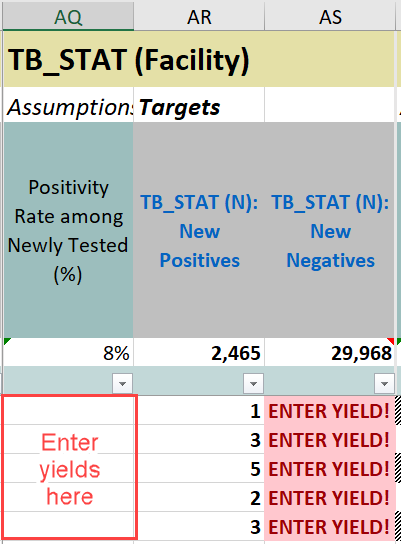 AQ AR AS
TB_STAT (Facility)
Assumptions Targets
Positivity
Rate among
Newly Tested
(%)
TB_STAT (N):
New
Positives
TB_STAT (N):
New
Negatives
8% 2,465 29,968
1 ENTER YIELD!
3 ENTER YIELD!
5 ENTER YIELD!
2 ENTER YIELD!
3 ENTER YIELD!
Enter
yields
here